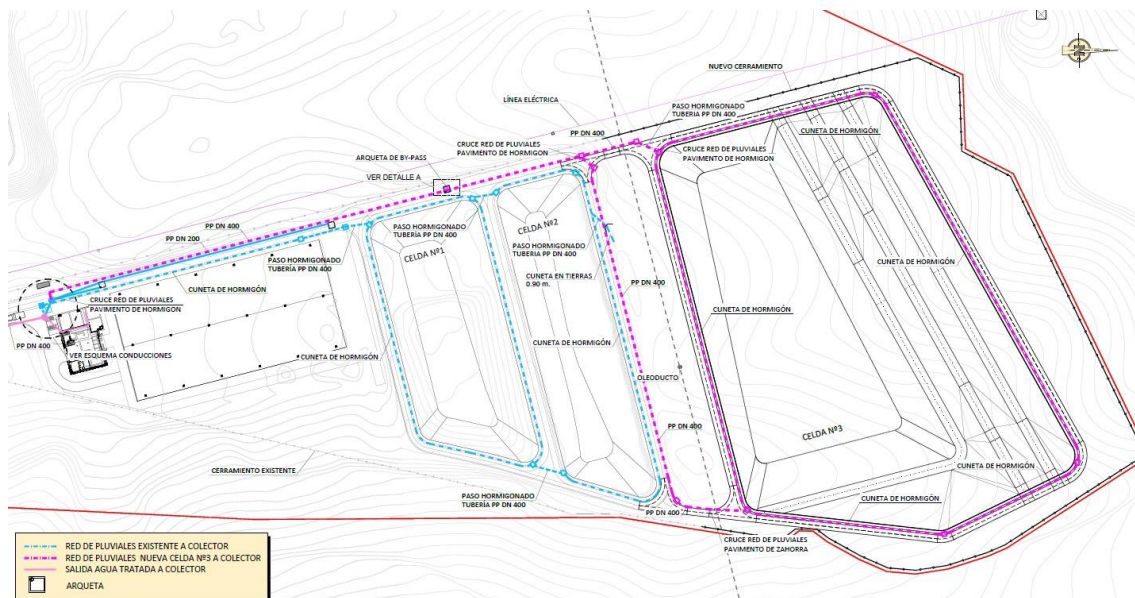 NUEVO CERRAMIENTO
LÍNEA ELÉCTRICA
PASO HORMIGONADO
TUBERIA PP DN 400
PP DN 400
CUNETA DE HORMIGÓN
CRUCE RED DE PLUVIALES
PAVIMENTO DE HORMIGON
CRUCE RED DE PLUVIALES
PAVIMENTO DE HORMIGON
ARQUETA DE BY-PASS
VER DETALLE A
CELDA Nº2
PASO HORMIGONADO
TUBERÍA PP DN 400
PP DN 400
PP DN 200
CELDA Nº1
PASO HORMIGONADO
TUBERIA PP DN 400
PASO HORMIGONADO
TUBERÍA PP DN 400
CUNETA EN TIERRAS
0.90 m.
PP DN 400
CUNETA DE HORMIGÓN
CUNETA DE HORMIGÓN
CRUCE RED DE PLUVIALES
PAVIMENTO DE HORMIGON
CUNETA DE HORMIGÓN
PP DN 400
VER ESQUEMA CONDUCCIONES
CUNETA DE HORMIGÓN
CUNETA DE HORMIGÓN
OLEODUCTO
PP DN 400
CELDA Nº3
CERRAMIENTO EXISTENTE
CUNETA DE HORMIGÓN
PASO HORMIGONADO
TUBERÍA PP DN 400
CUNETA DE HORMIGÓN
PP DN 400
CRUCE RED DE PLUVIALES
PAVIMENTO DE ZAHORRA
RED DE PLUVIALES EXISTENTE A COLECTOR
RED DE PLUVIALES NUEVA CELDA Nº3 A COLECTOR
SALIDA AGUA TRATADA A COLECTOR
ARQUETA